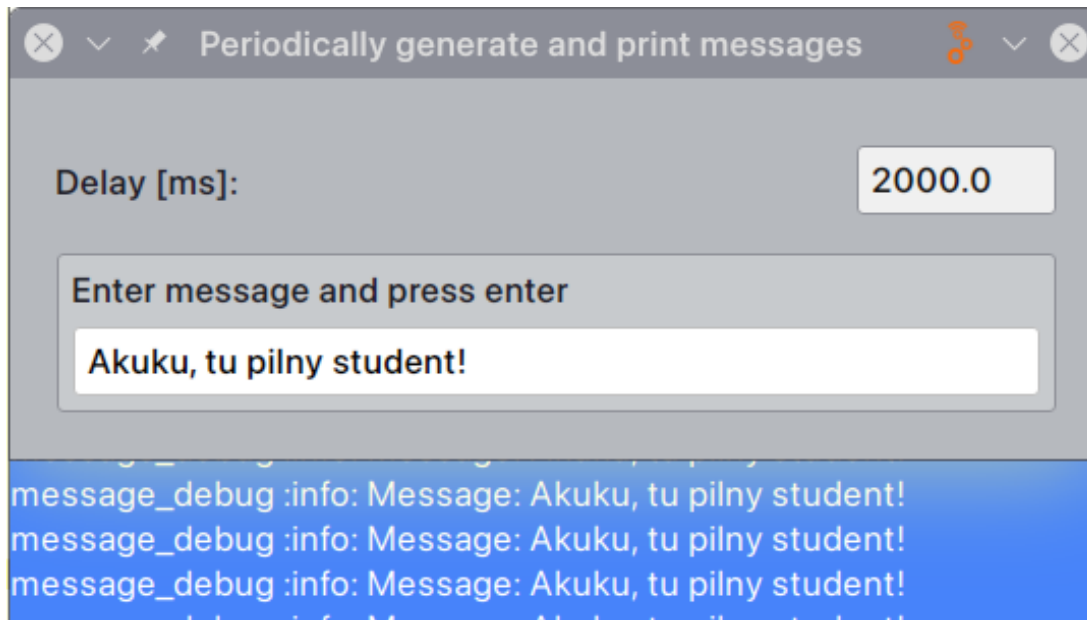 Periodically generate and print messages
Delay [ms]:
2000.0
Enter message and press enter
Akuku, tu pilny student!
message_debug :info: Message: Akuku, tu pilny student!
message_debug :info: Message: Akuku, tu pilny student!
message_debug :info: Message: Akuku, tu pilny student!